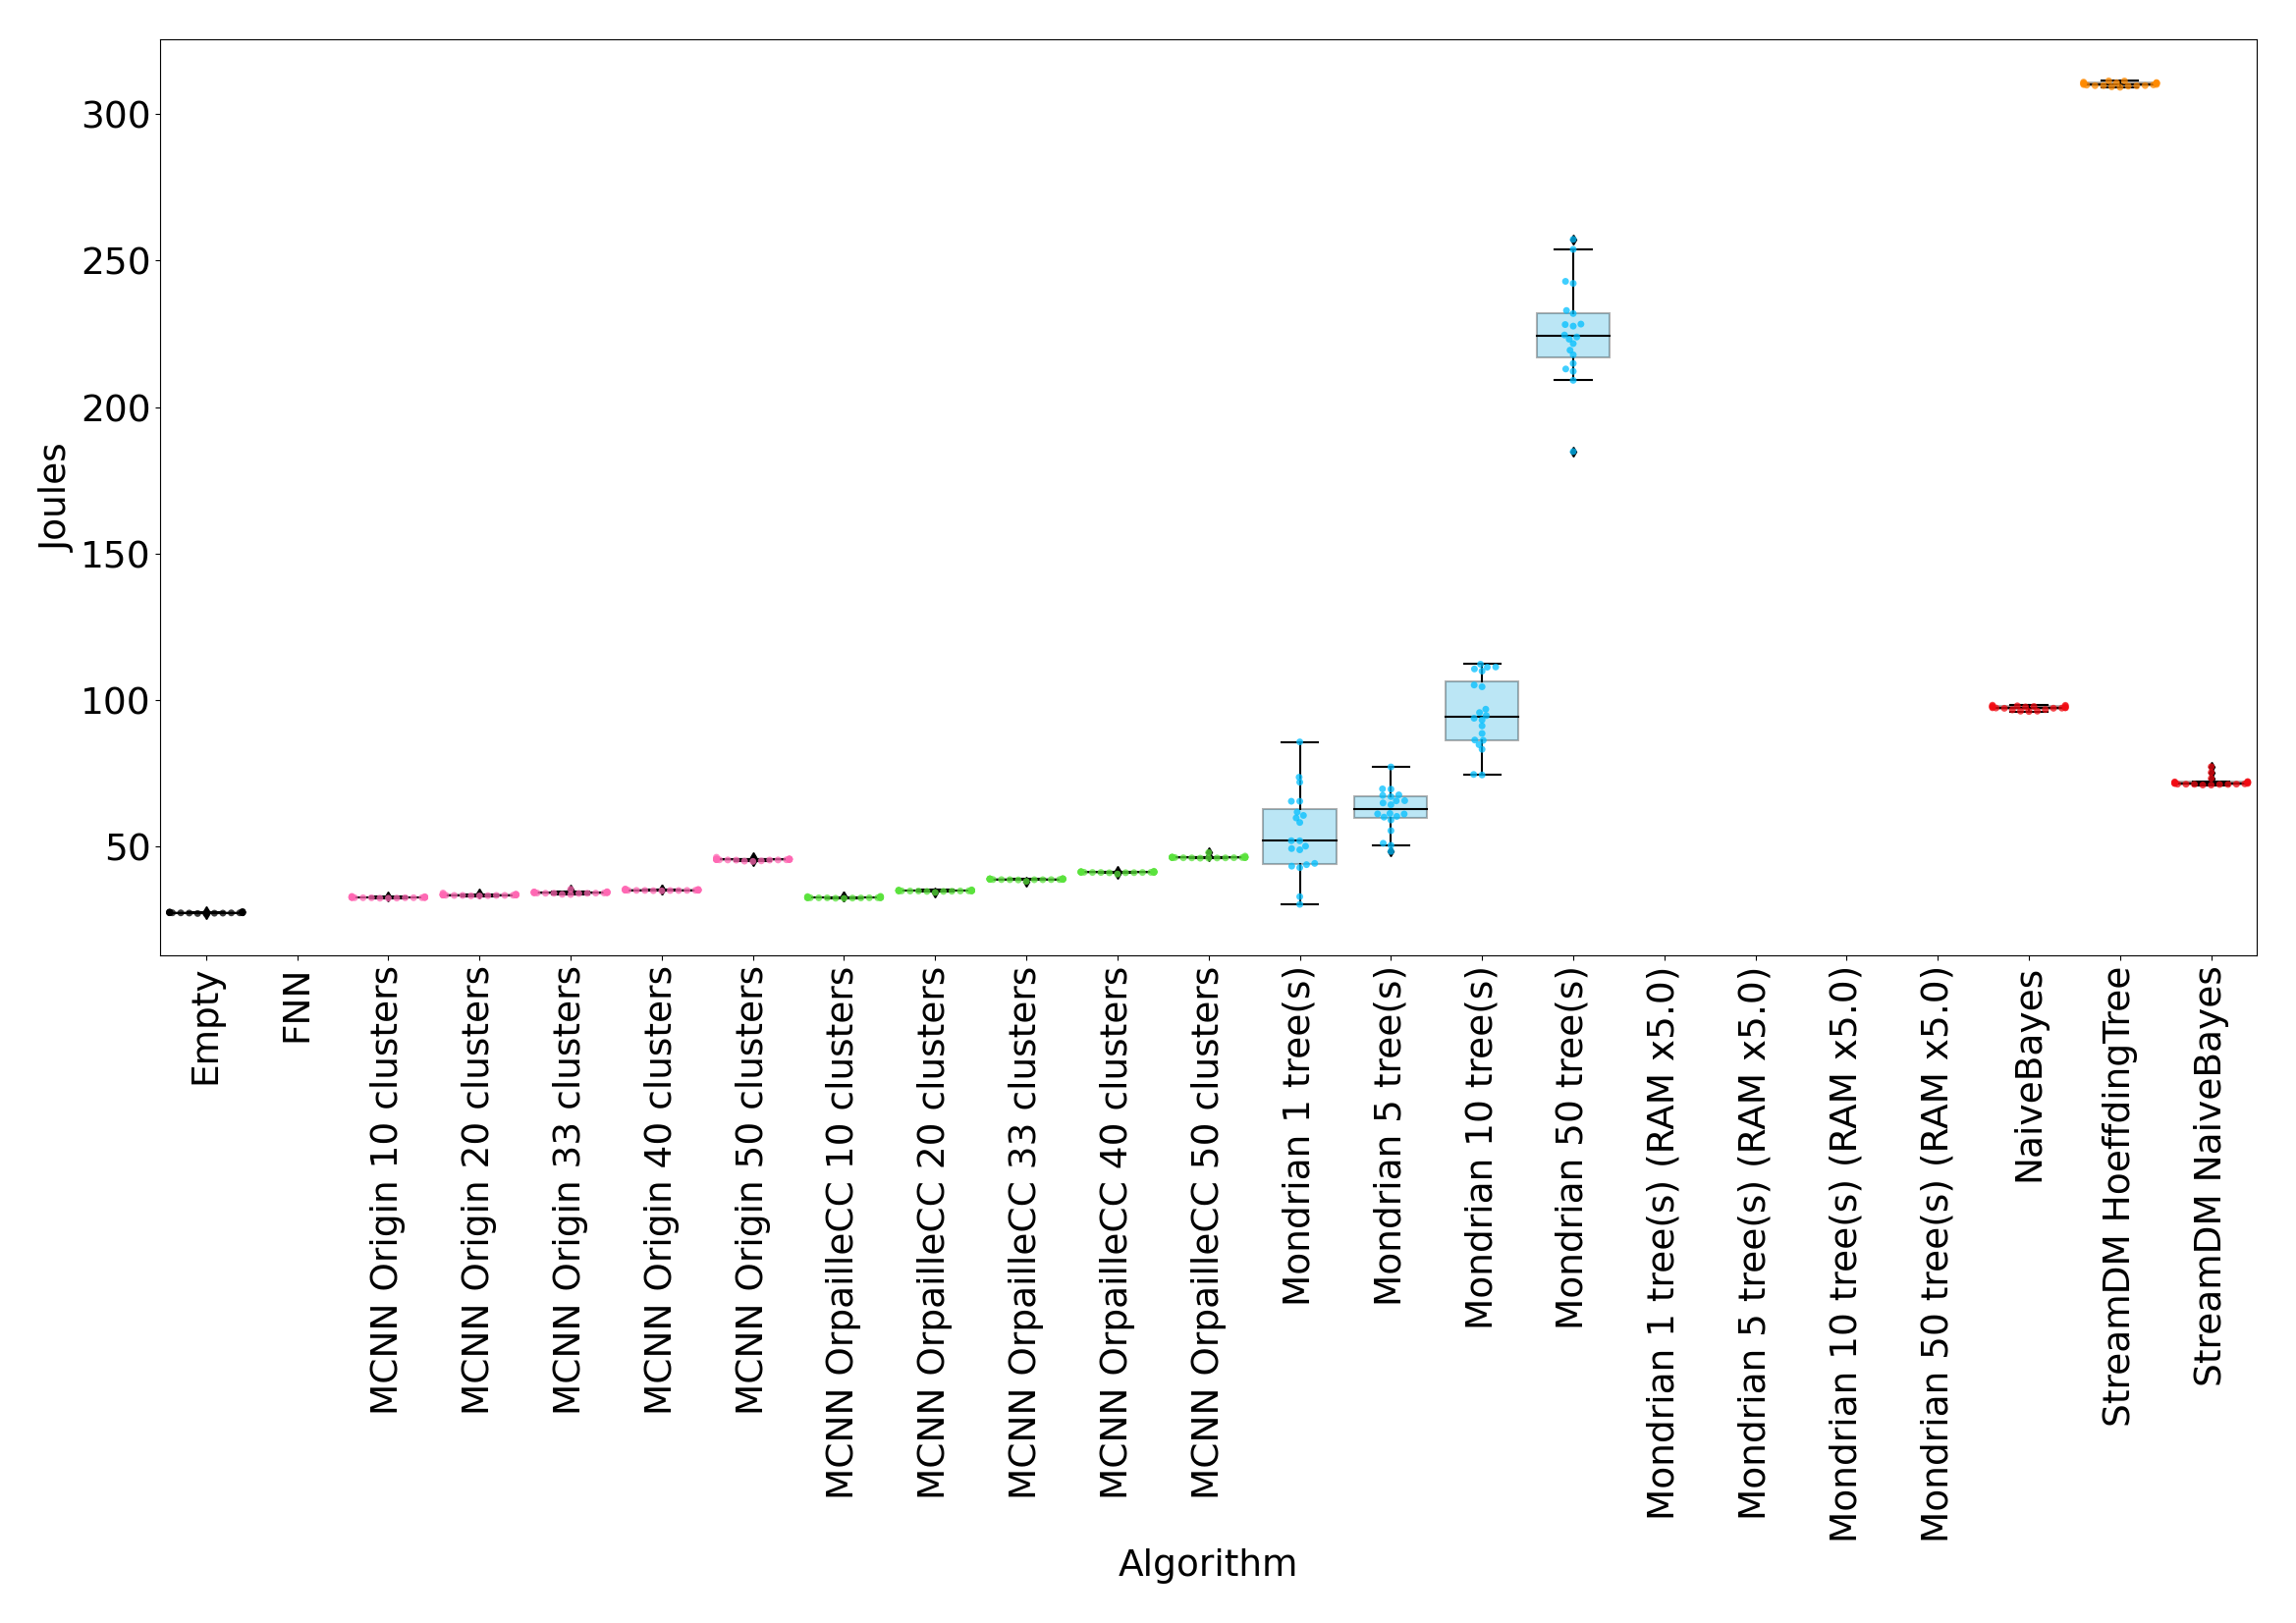 300
250
200
150
100
50
Joules
Empty
FNN
MCNN Origin 10 clusters
MCNN Origin 20 clusters
MCNN Origin 33 clusters
MCNN Origin 40 clusters
MCNN Origin 50 clusters
MCNN OrpailleCC 10 clusters
MCNN OrpailleCC 20 clusters
MCNN OrpailleCC 33 clusters
MCNN OrpailleCC 40 clusters
MCNN OrpailleCC 50 clusters
Mondrian 1 tree(s)
Mondrian 5 tree(s)
Mondrian 10 tree(s)
Mondrian 50 tree(s)
Mondrian 1 tree(s) (RAM x5.0)
Mondrian 5 tree(s) (RAM x5.0)
Mondrian 10 tree(s) (RAM x5.0)
Mondrian 50 tree(s) (RAM x5.0)
NaiveBayes
StreamDM HoeffdingTree
StreamDM NaiveBayes
Algorithm